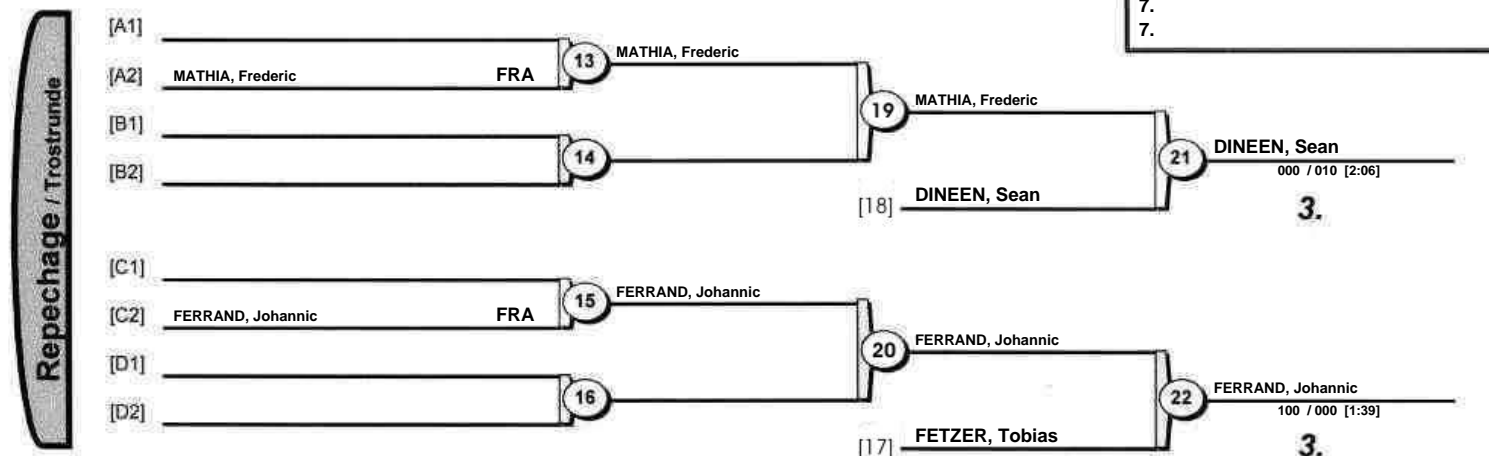 7.
7.
Repechage / Trostrunde
[A1]
[A2] MATHIA, Frederic FRA
13 MATHIA, Frederic
[B1]
[B2]
14
19 MATHIA, Frederic
[18] DINEEN, Sean
21 DINEEN, Sean
000 / 010 [2:06]
3.
[C1]
[C2] FERRAND, Johannic FRA
15 FERRAND, Johannic
[D1]
[D2]
16
20 FERRAND, Johannic
[17] FETZER, Tobias
22 FERRAND, Johannic
100 / 000 [1:39]
3.